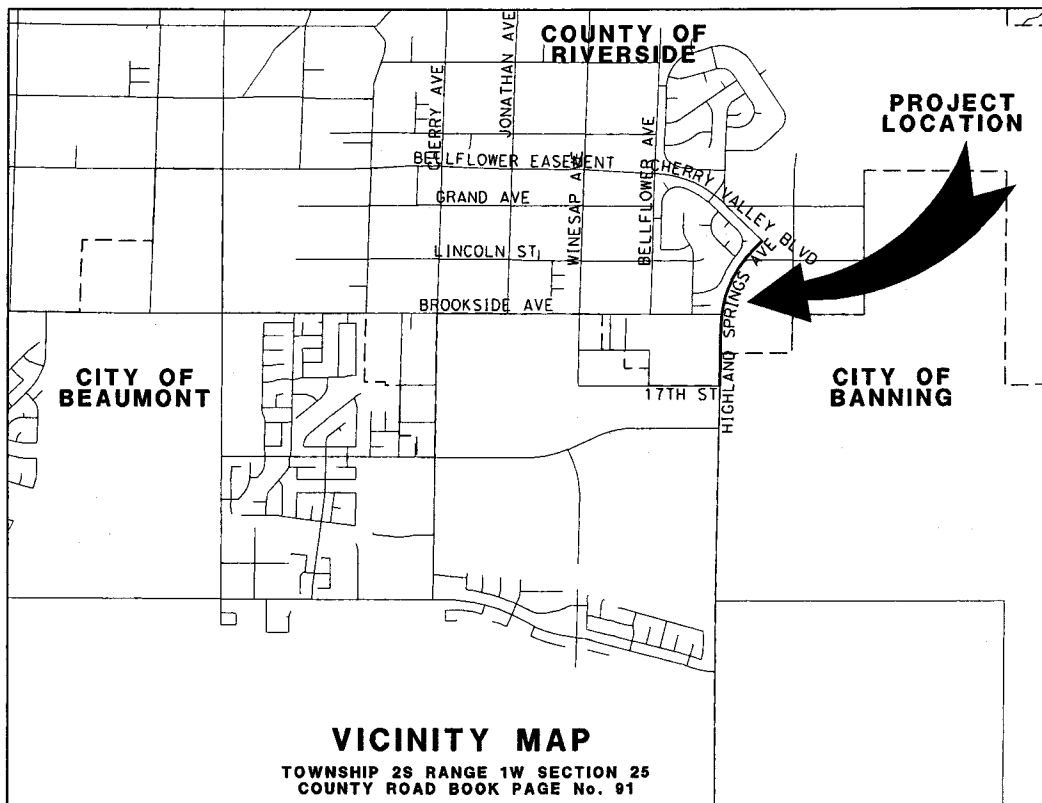 COUNTY OF
RIVERSIDE
PROJECT
LOCATION
CHERRY AVE
JONATHAN AVE
BELLFLOWER EASEMENT
WINESAP AVE
BELLFLOWER AVE
CHERRY VALLEY BLVD
GRAND AVE
LINCOLN ST
BROOKSIDE AVE
HIGHLAND SPRINGS AVE
17TH ST
CITY OF
BEAUMONT
CITY OF
BANNING
VICINITY MAP
TOWNSHIP 2S RANGE 1W SECTION 25
COUNTY ROAD BOOK PAGE No. 91